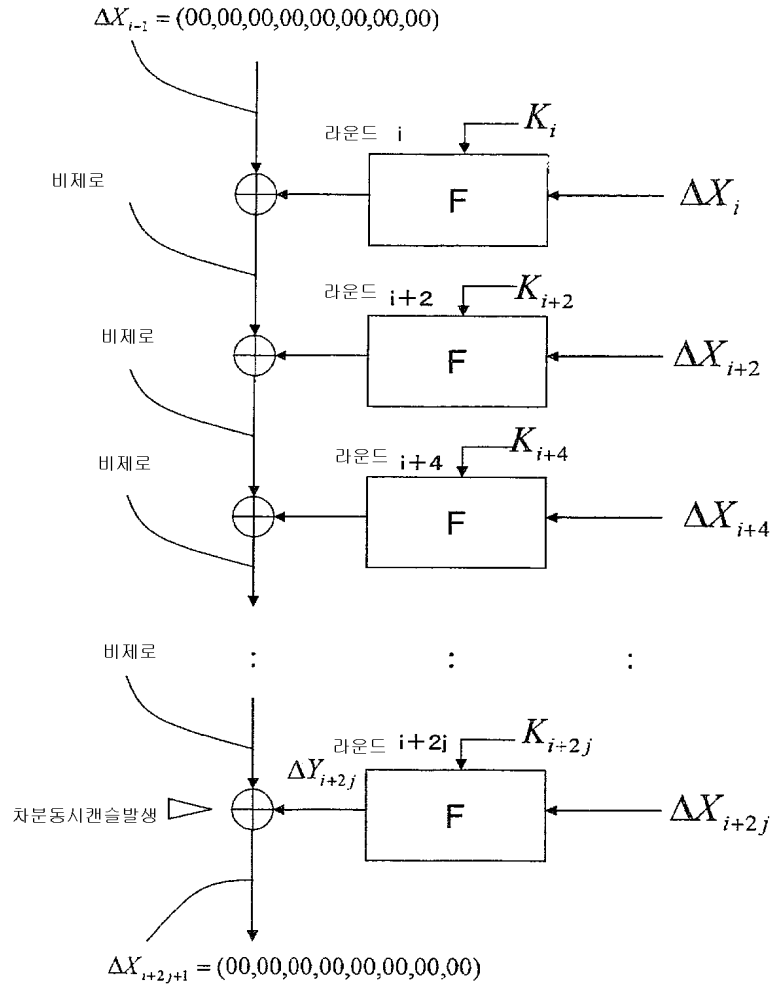 ΔX_{i-1} = (00,00,00,00,00,00,00,00)
라운드 i
K_i
F
ΔX_i
비제로
라운드 i+2
K_{i+2}
F
ΔX_{i+2}
비제로
라운드 i+4
K_{i+4}
F
ΔX_{i+4}
비제로
비제로
:
:
:
라운드 i+2j
K_{i+2j}
ΔY_{i+2j}
F
ΔX_{i+2j}
차분동시캔슬발생
ΔX_{i+2j+1} = (00,00,00,00,00,00,00,00)